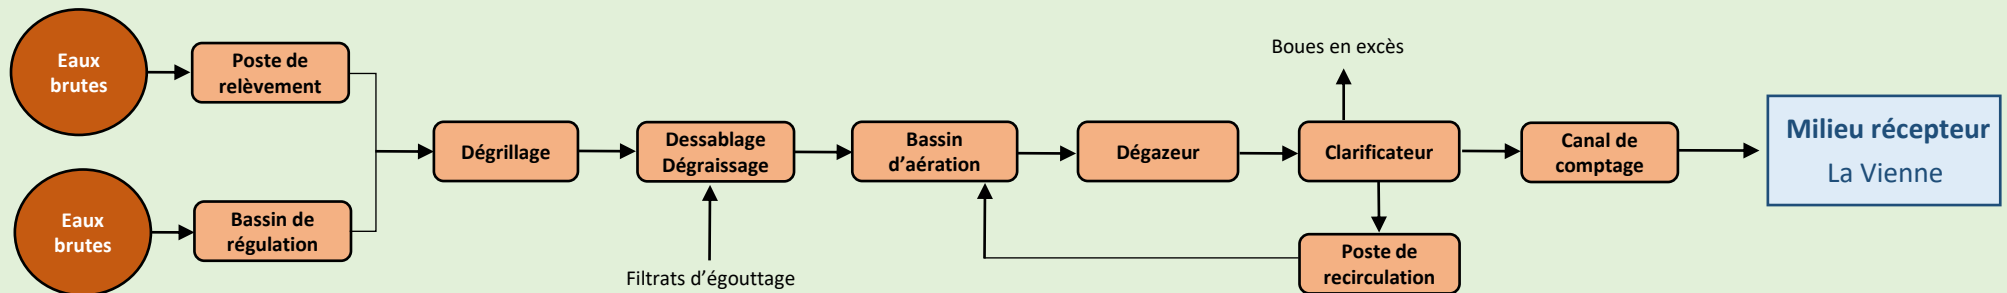 Eaux
brutes
Poste de
relèvement
Eaux
brutes
Bassin de
régulation
Dégrillage
Dessablage
Dégraissage
Filtrats d’égouttage
Bassin
d’aération
Dégazeur
Boues en excès
Clarificateur
Poste de
recirculation
Canal de
comptage
Milieu récepteur
La Vienne